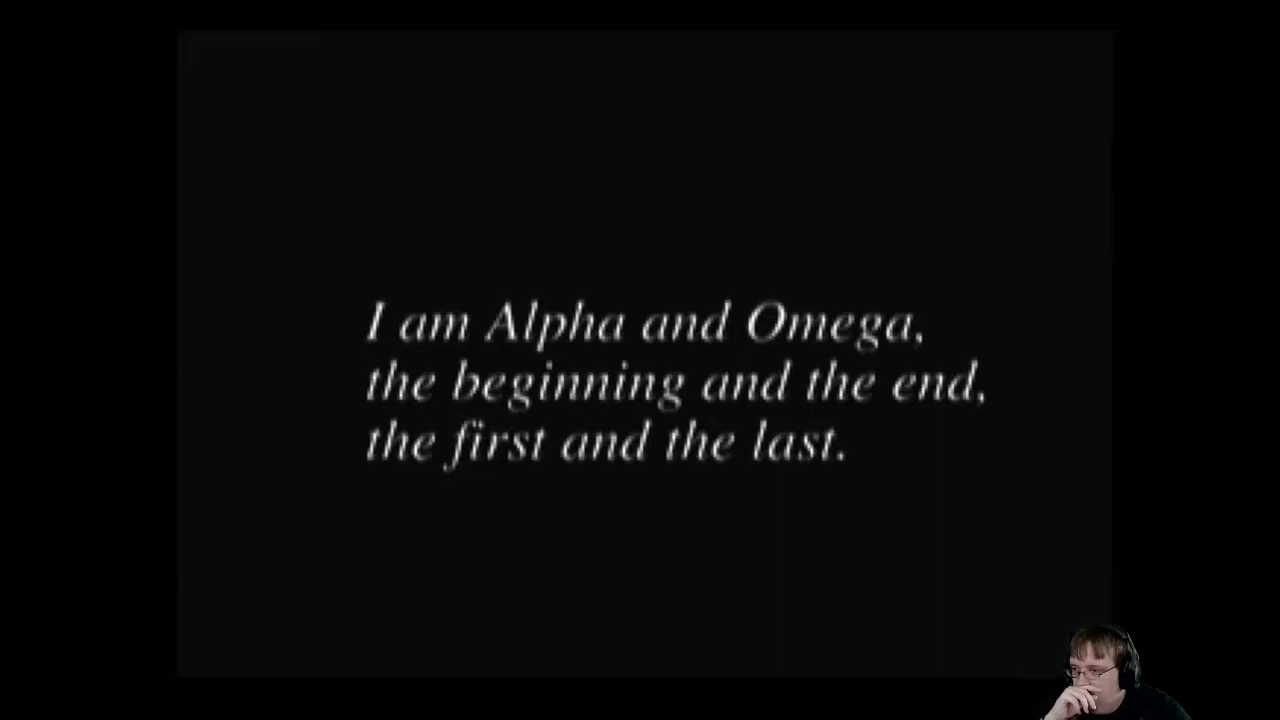 I am Alpha and Omega,
the beginning and the end,
the first and the last.